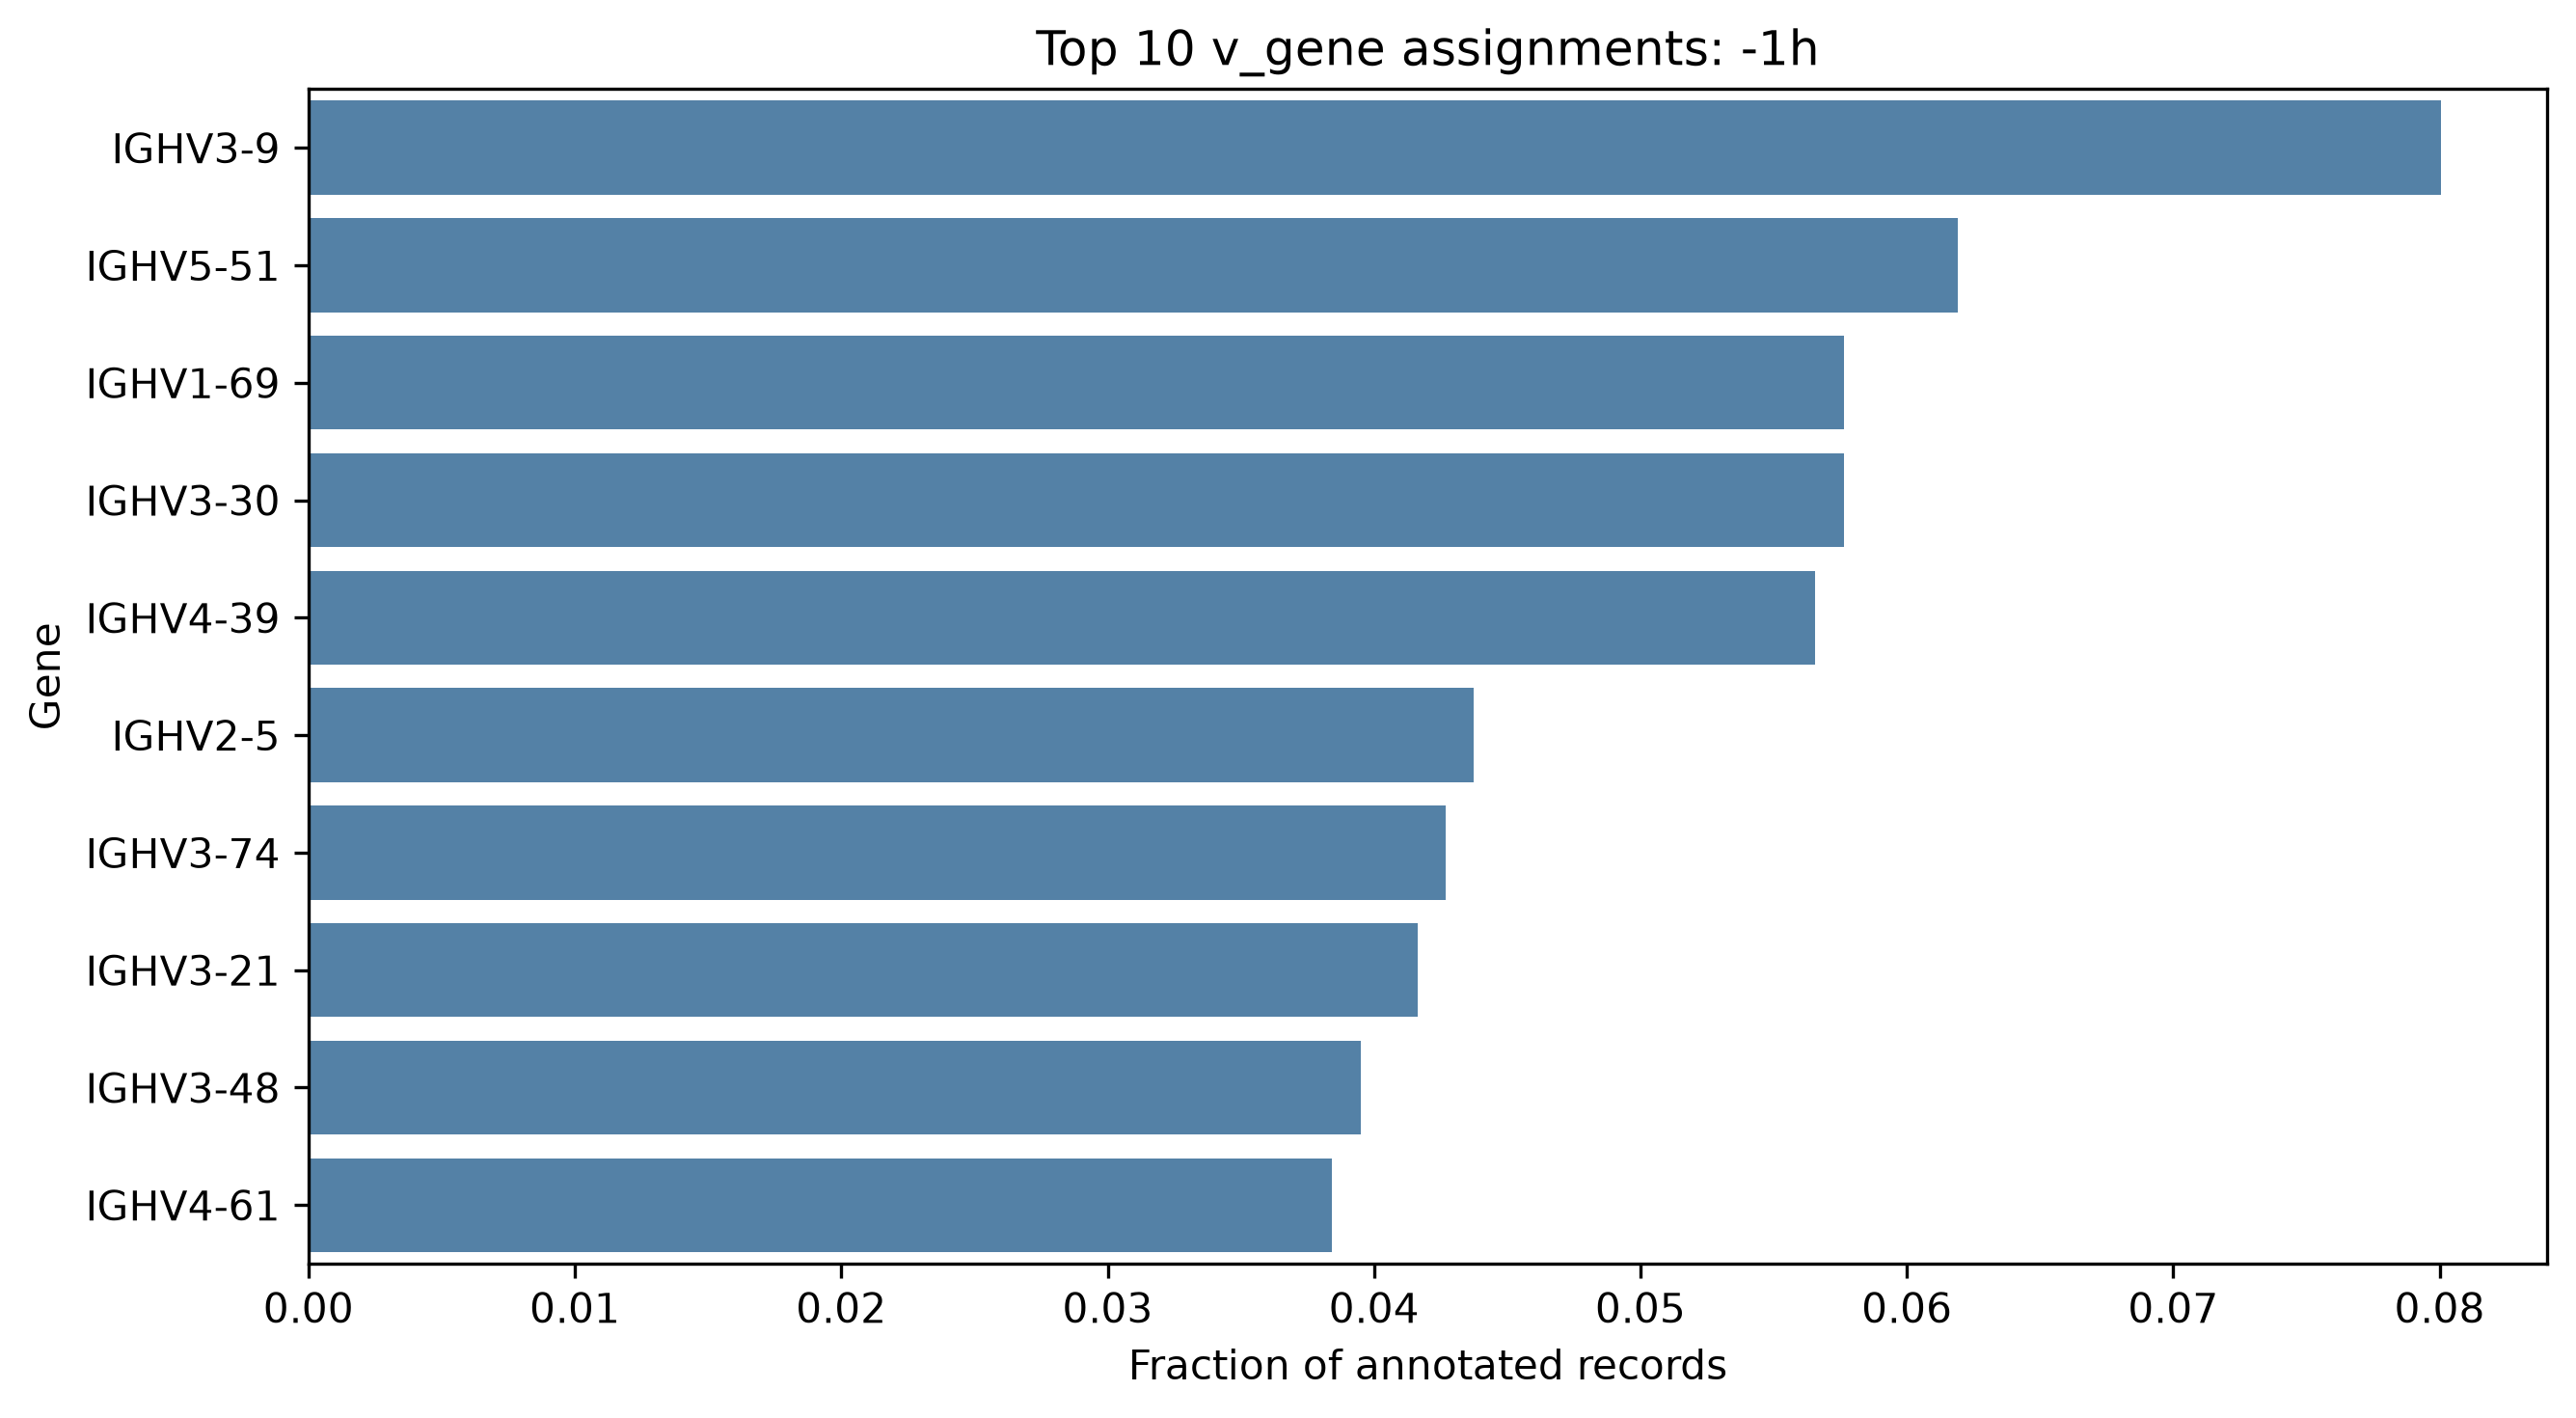 Top 10 v_gene assignments: -1h
IGHV3-9
IGHV5-51
IGHV1-69
IGHV3-30
IGHV4-39
IGHV2-5
IGHV3-74
IGHV3-21
IGHV3-48
IGHV4-61
Gene
0.00 0.01 0.02 0.03 0.04 0.05 0.06 0.07 0.08
Fraction of annotated records